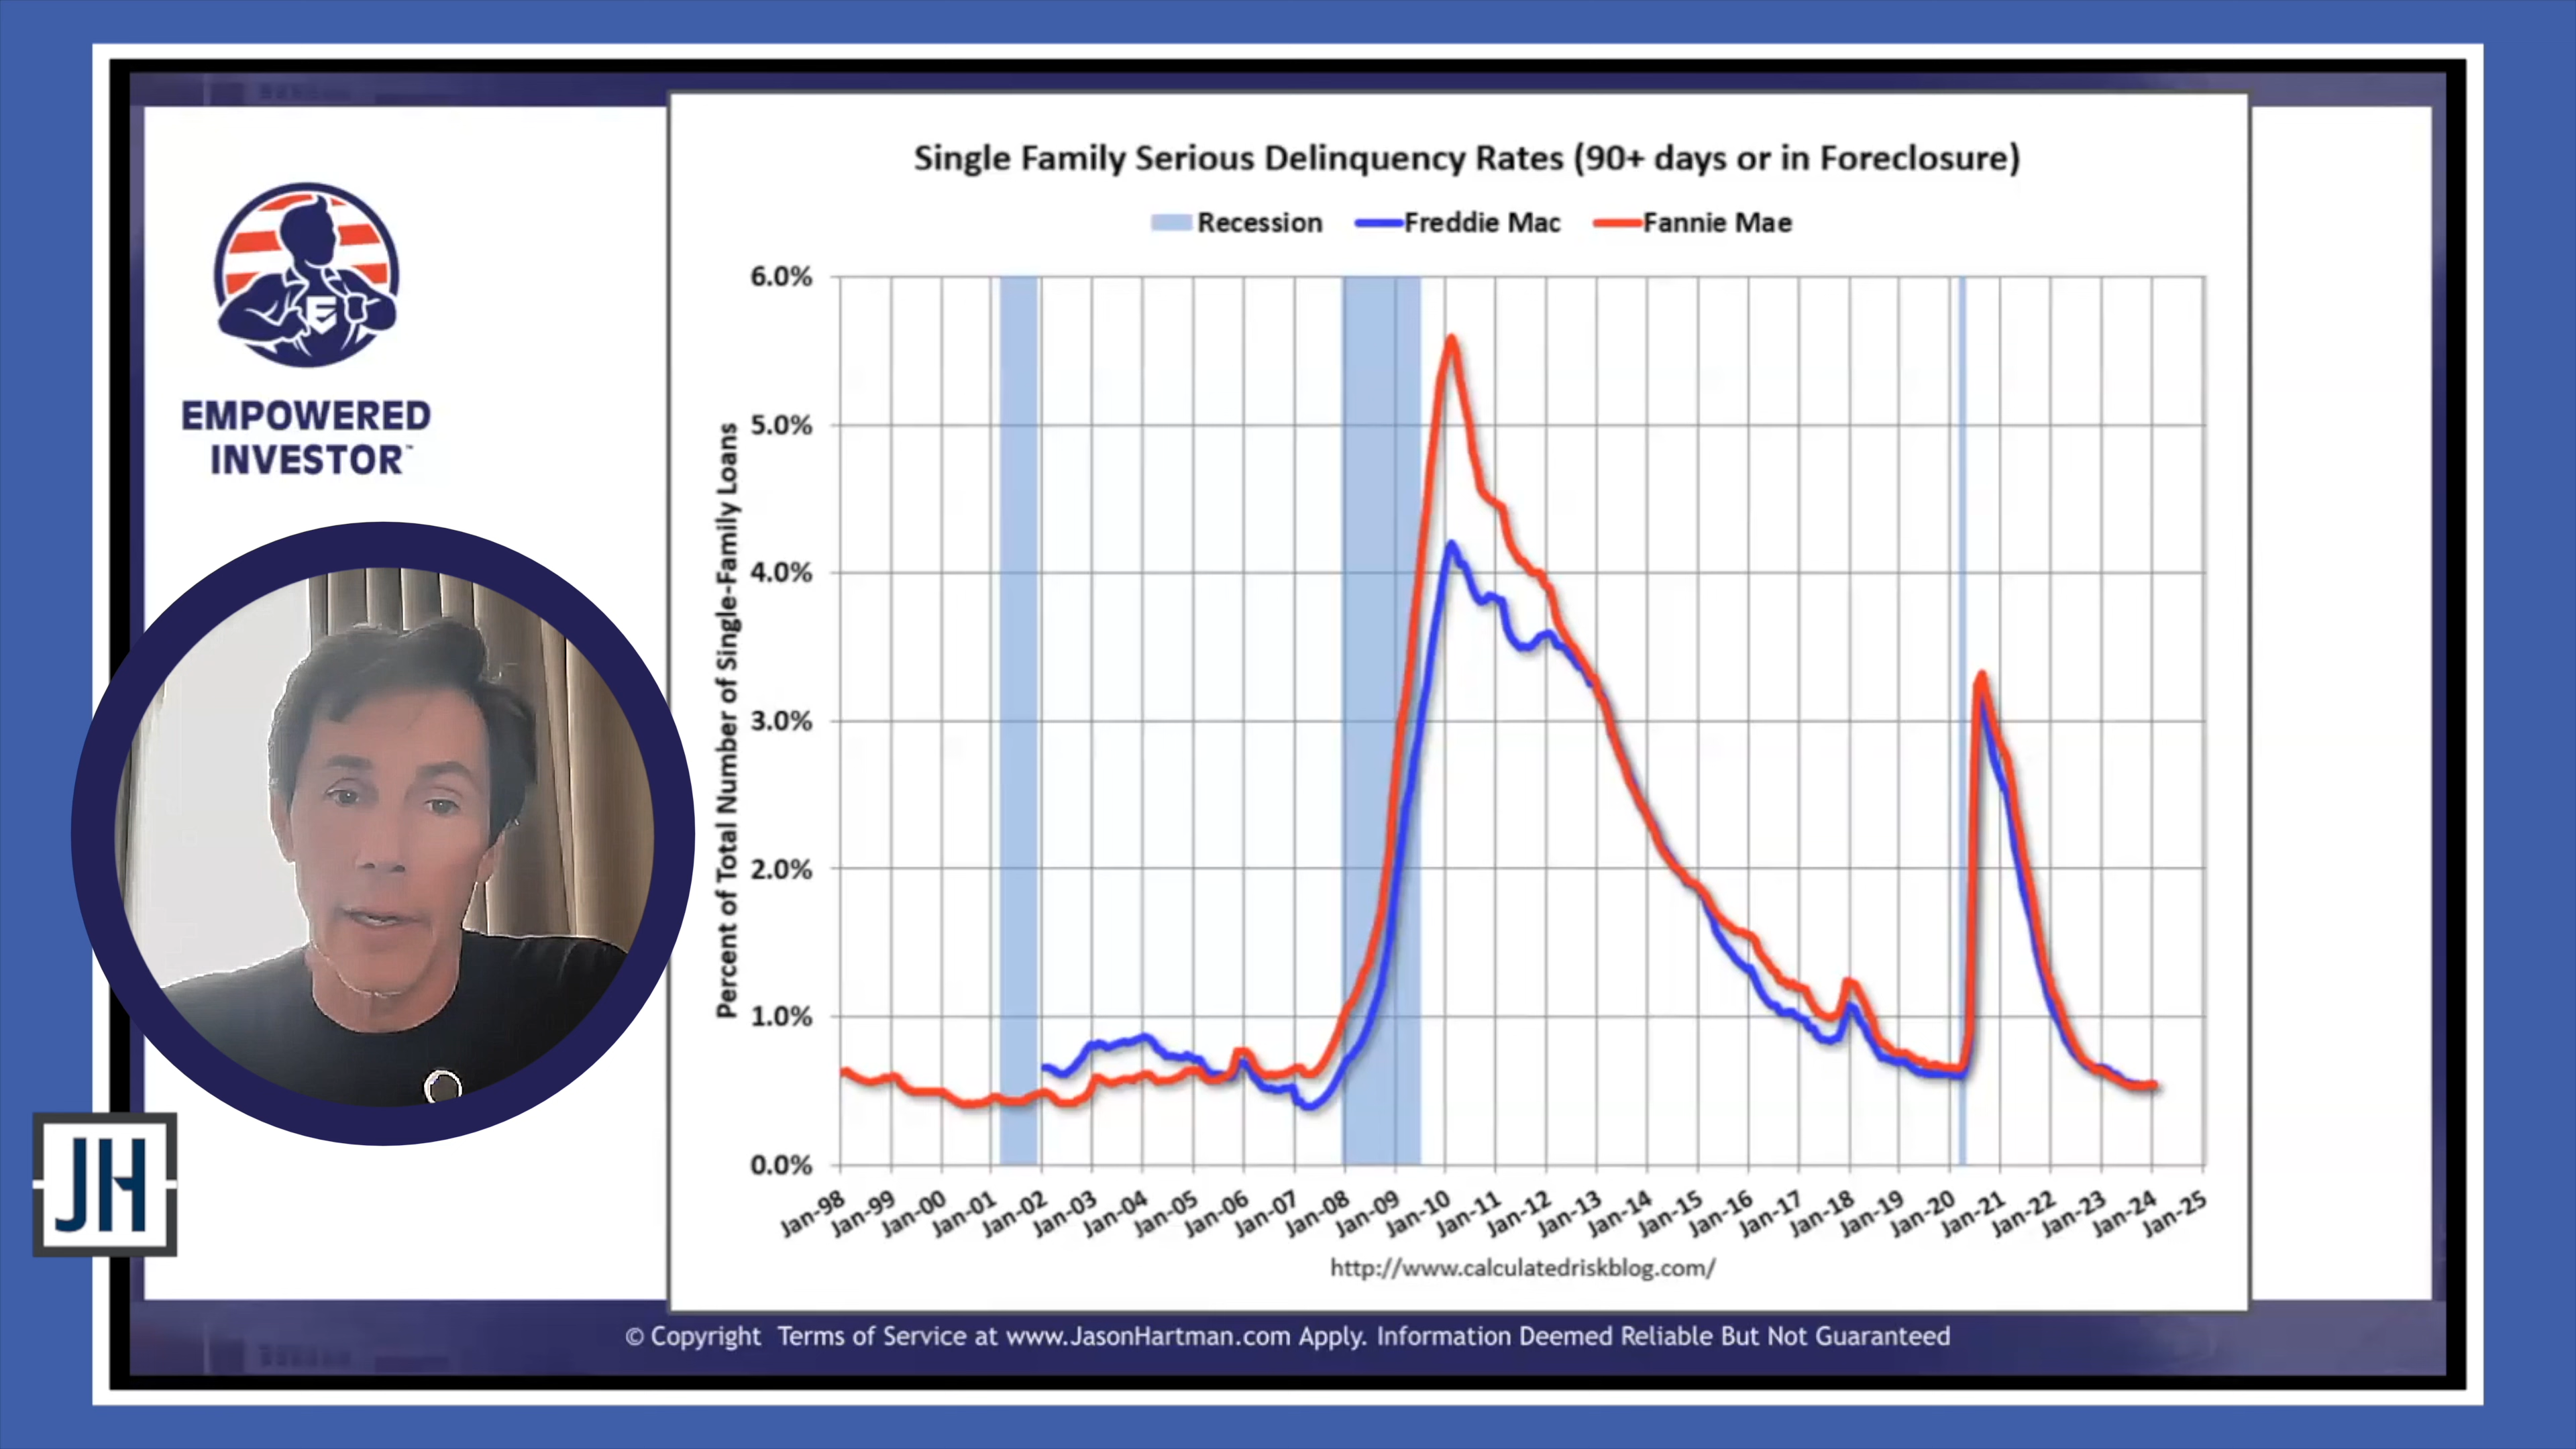 EMPOWERED
INVESTOR™
JH
Single Family Serious Delinquency Rates (90+ days or in Foreclosure)
Recession Freddie Mac Fannie Mae
Percent of Total Number of Single-Family Loans
6.0%
5.0%
4.0%
3.0%
2.0%
1.0%
0.0%
Jan-98 Jan-99 Jan-00 Jan-01 Jan-02 Jan-03 Jan-04 Jan-05 Jan-06 Jan-07 Jan-08 Jan-09 Jan-10 Jan-11 Jan-12 Jan-13 Jan-14 Jan-15 Jan-16 Jan-17 Jan-18 Jan-19 Jan-20 Jan-21 Jan-22 Jan-23 Jan-24 Jan-25
http://www.calculatedriskblog.com/
© Copyright Terms of Service at www.JasonHartman.com Apply. Information Deemed Reliable But Not Guaranteed